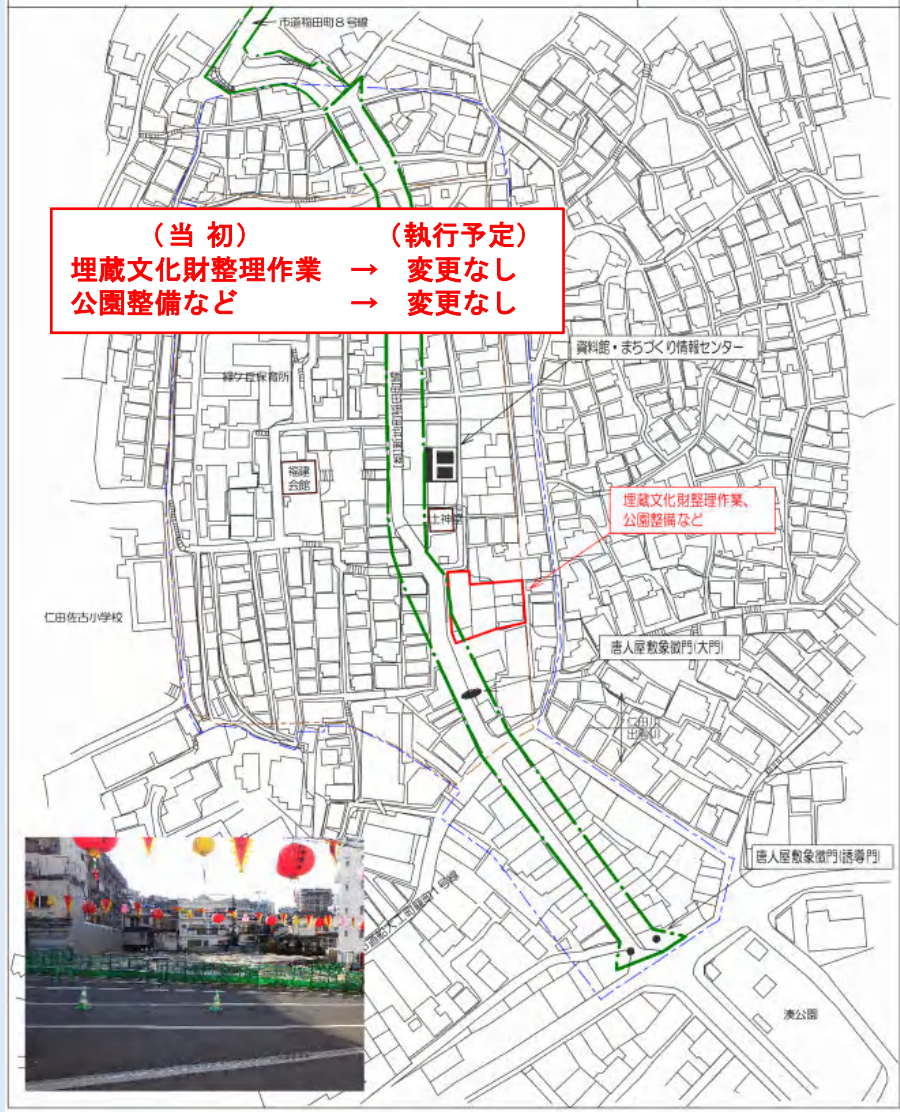 市道稲田町8号線
(当 初) (執行予定)
埋蔵文化財整理作業 → 変更なし
公園整備など → 変更なし
資料館・まちづくり情報センター
緑ケ丘保育所
福建
会館
土神堂
埋蔵文化財整理作業、
公園整備など
仁田佐古小学校
唐人屋敷象徴門(大門)
仁田川
唐人屋敷象徴門(誘導門)
湊公園